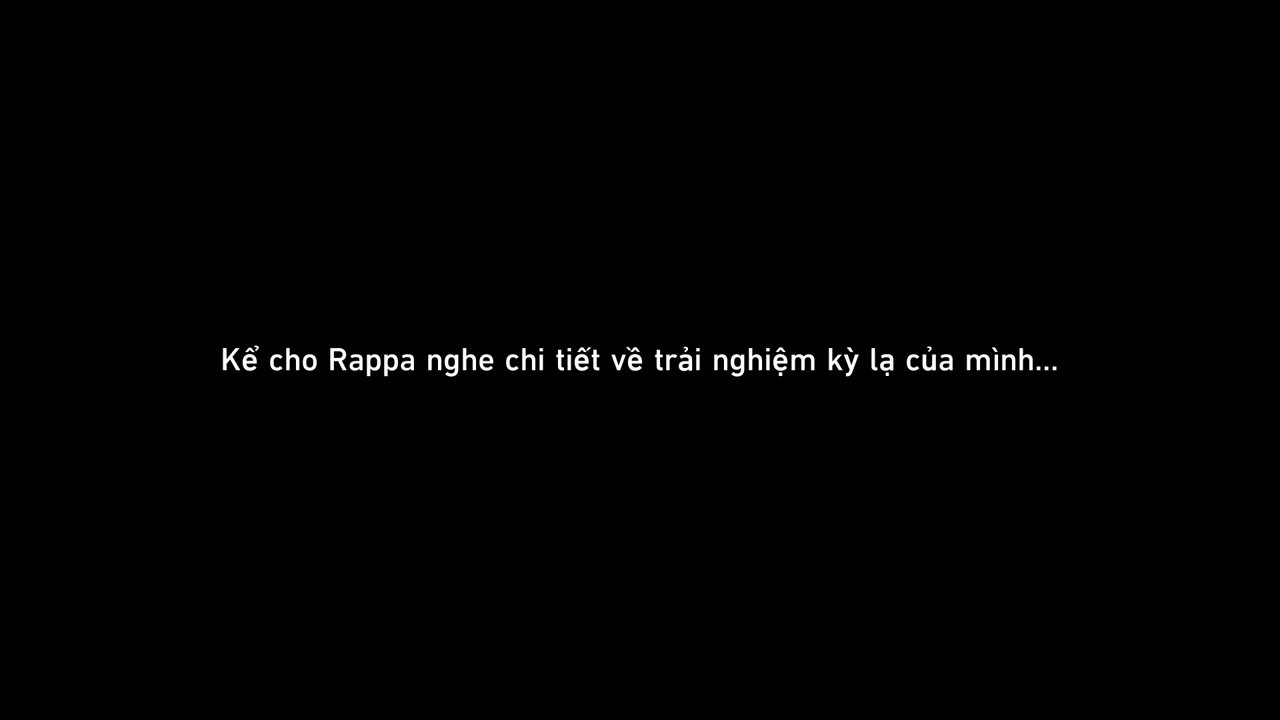 Kể cho Rappa nghe chi tiết về trải nghiệm kỳ lạ của mình...